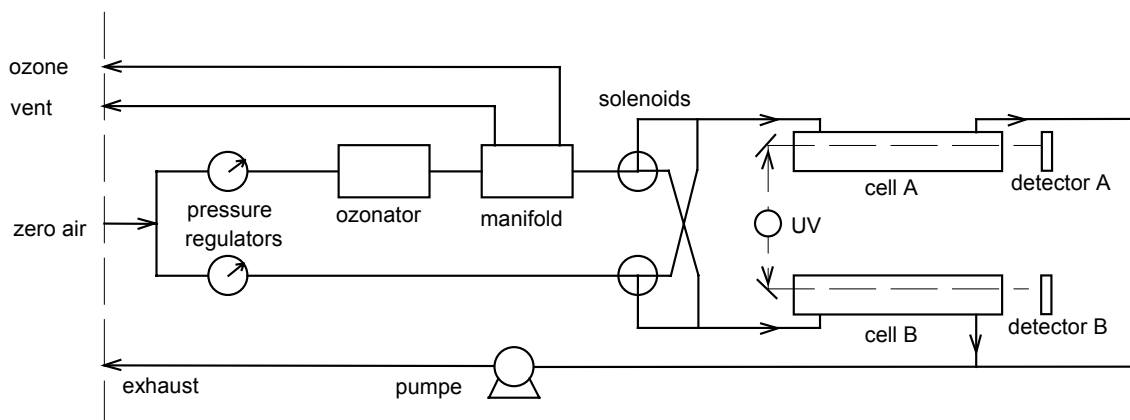 ozone
vent
solenoids
zero air
pressure
regulators
ozonator
manifold
UV
cell A
detector A
cell B
detector B
exhaust
pumpe